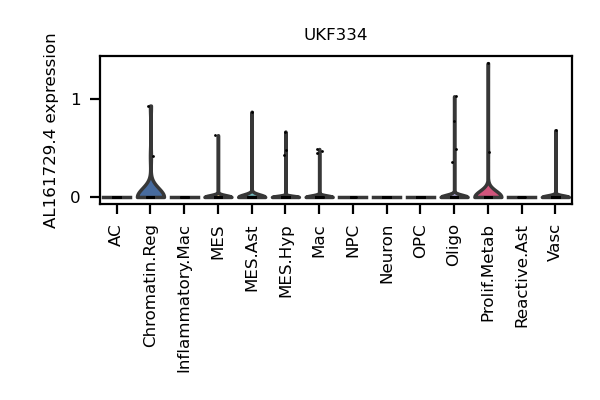 UKF334
AL161729.4 expression
1
0
AC
Chromatin.Reg
Inflammatory.Mac
MES
MES.Ast
MES.Hyp
Mac
NPC
Neuron
OPC
Oligo
Prolif.Metab
Reactive.Ast
Vasc